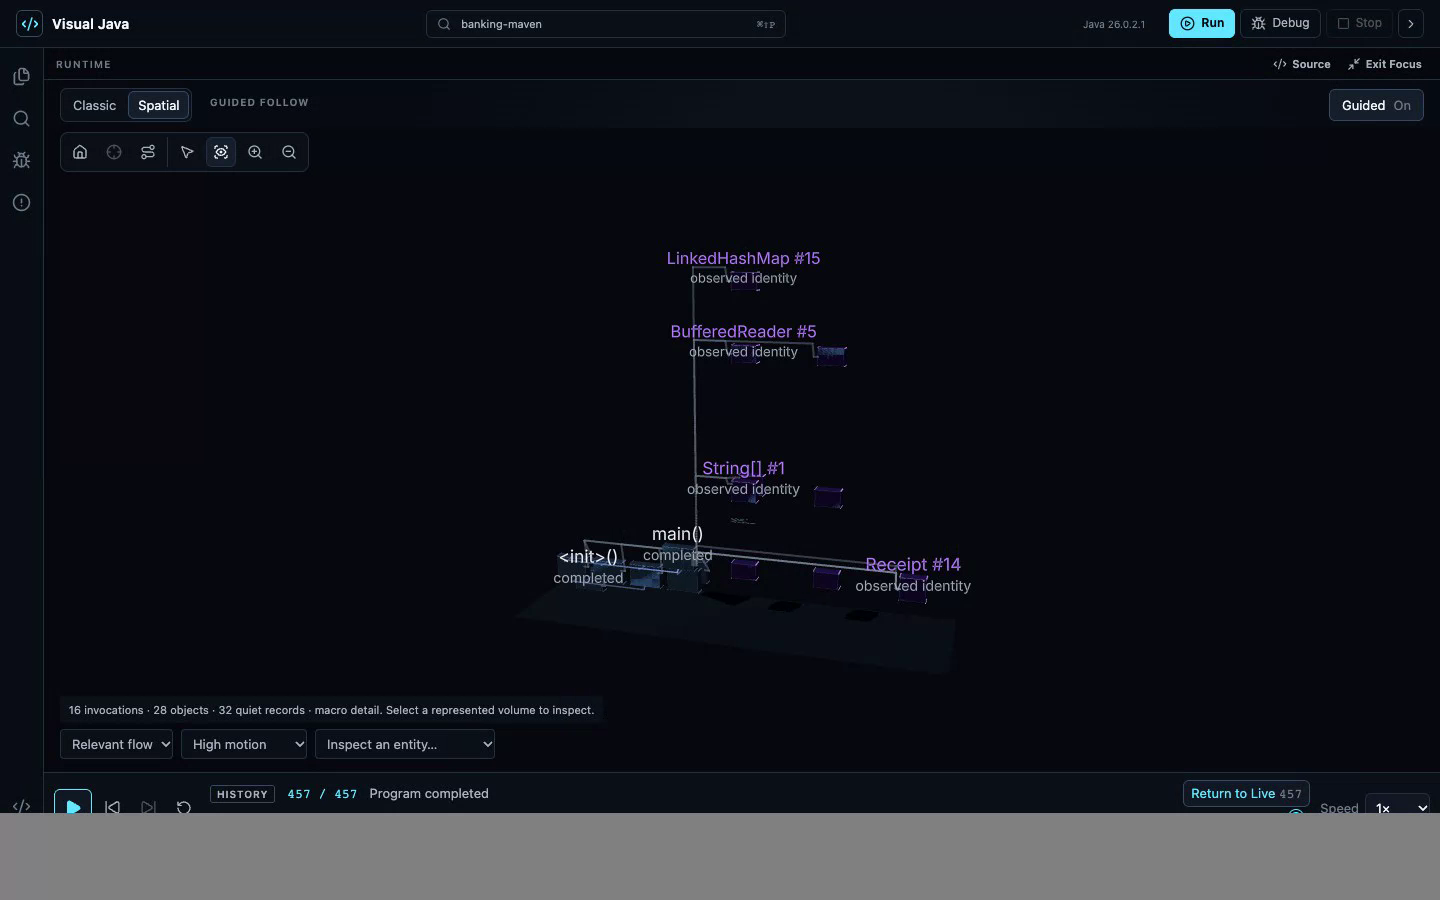 Visual Java
banking-maven
⌘⇧P
Java 26.0.2.1
Run
Debug
Stop
RUNTIME
Source
Exit Focus
Classic
Spatial
GUIDED FOLLOW
Guided On
LinkedHashMap #15
observed identity
BufferedReader #5
observed identity
String[] #1
observed identity
main()
completed
<init>()
completed
Receipt #14
observed identity
16 invocations · 28 objects · 32 quiet records · macro detail. Select a represented volume to inspect.
Relevant flow
High motion
Inspect an entity...
HISTORY
457 / 457
Program completed
Return to Live 457
Speed
1×